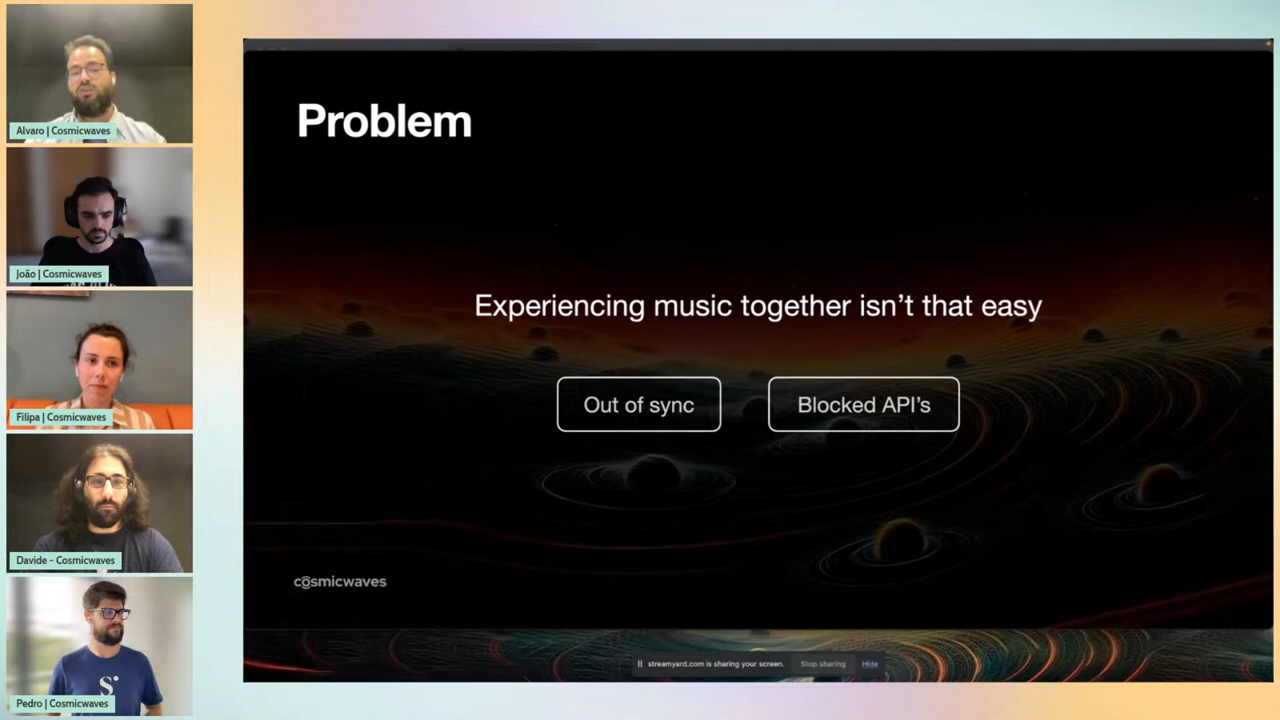 Alvaro | Cosmicwaves
João | Cosmicwaves
Filipa | Cosmicwaves
Davide - Cosmicwaves
Pedro | Cosmicwaves
Problem
Experiencing music together isn't that easy
Out of sync
Blocked API's
cosmicwaves
streamyard.com is sharing your screen.
Stop sharing
Hide